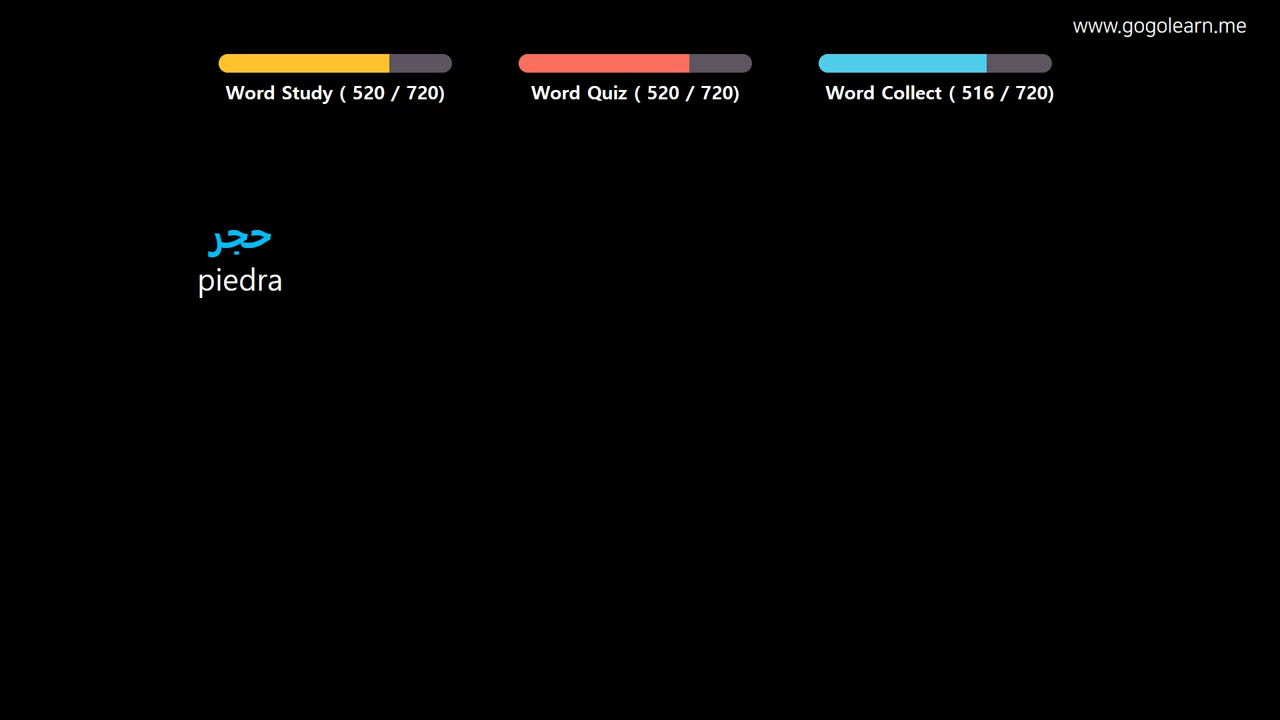 www.gogolearn.me
Word Study ( 520 / 720)
Word Quiz ( 520 / 720)
Word Collect ( 516 / 720)
حجر
piedra